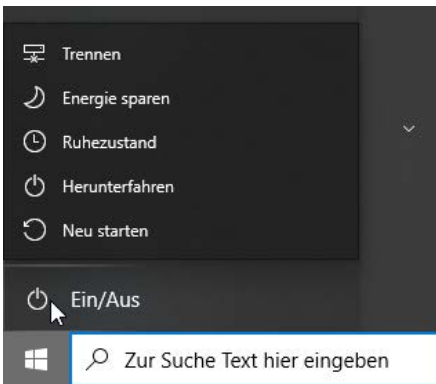 Trennen
Energie sparen
Ruhezustand
Herunterfahren
Neu starten
Ein/Aus
Zur Suche Text hier eingeben